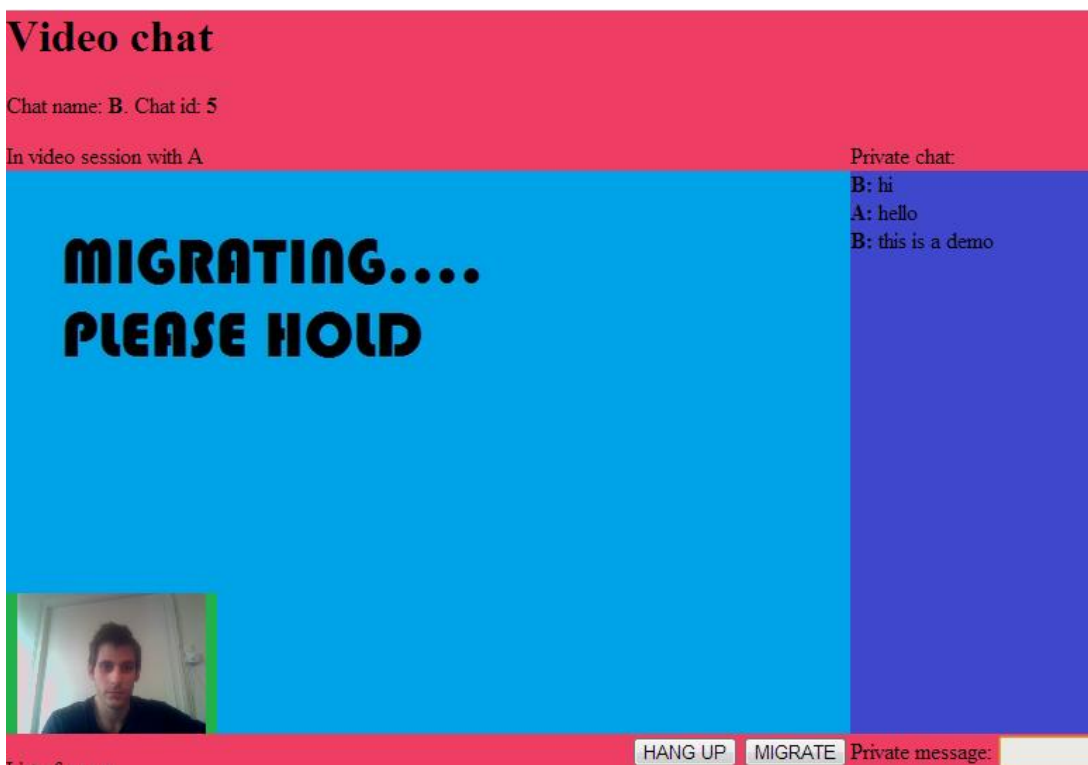 Video chat
Chat name: B. Chat id: 5
In video session with A
Private chat:
B: hi
A: hello
B: this is a demo
MIGRATING....
PLEASE HOLD
HANG UP
MIGRATE
Private message: